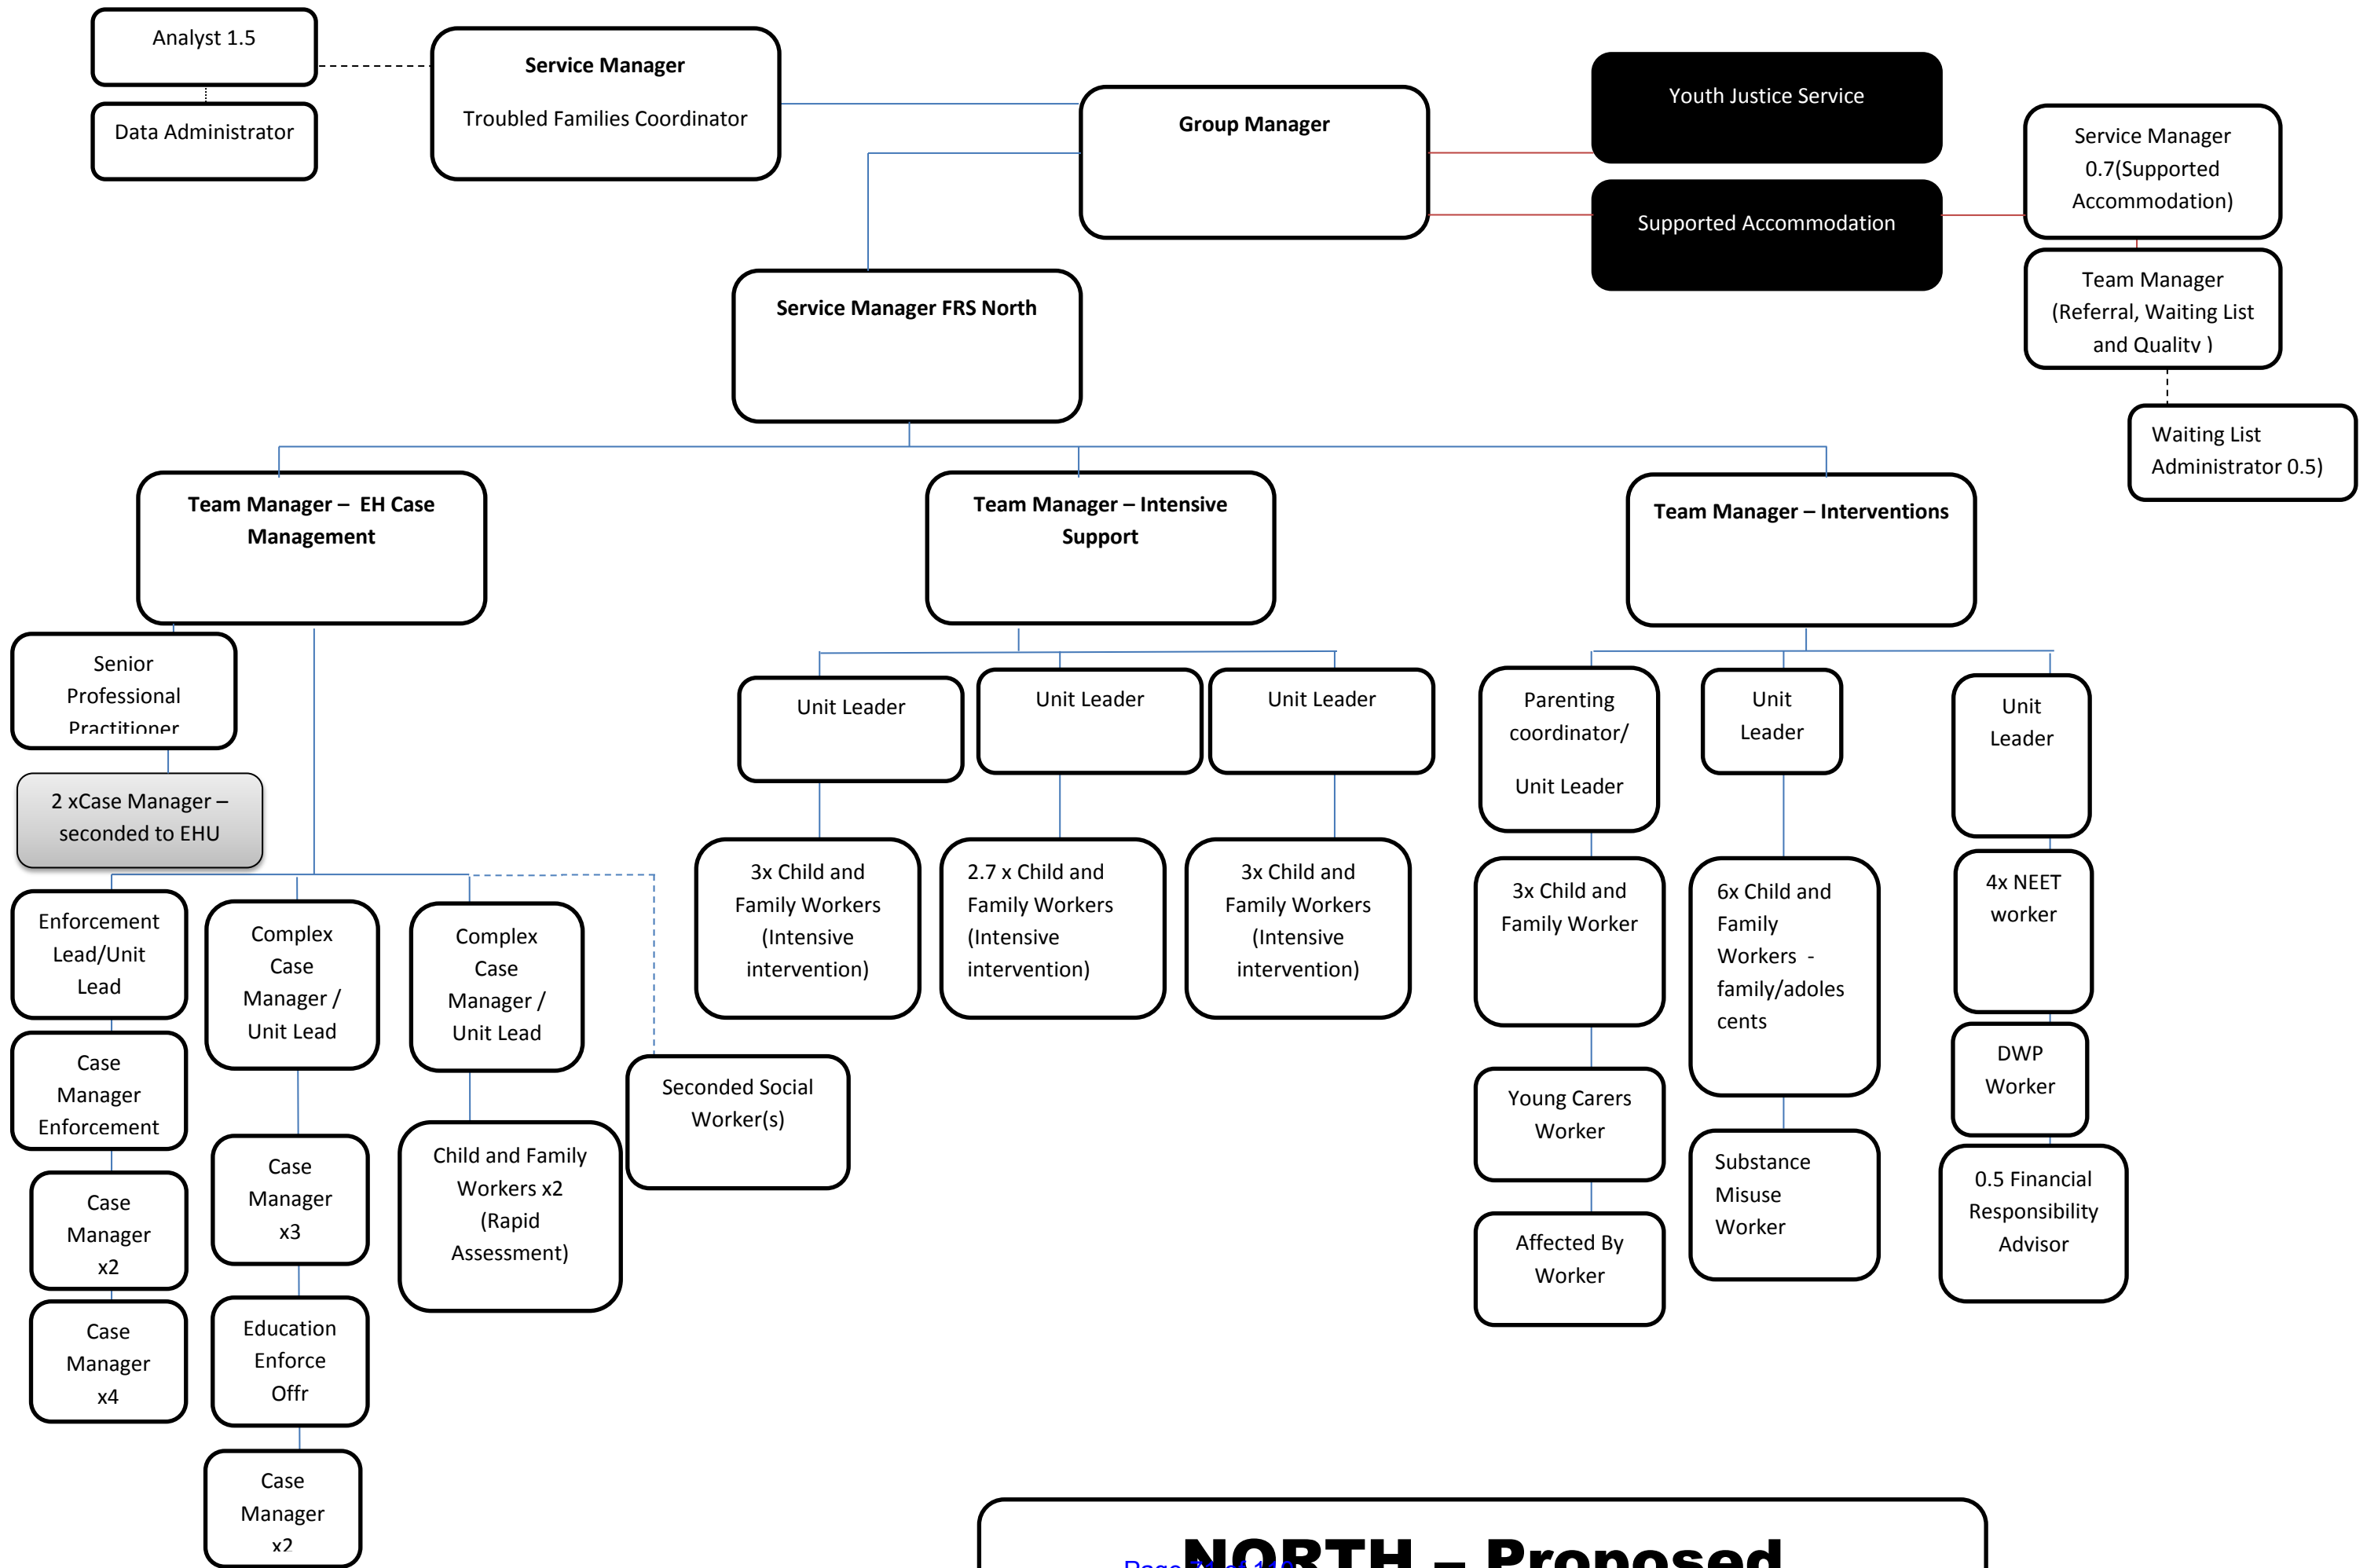 Analyst 1.5
Data Administrator
Service Manager
Troubled Families Coordinator
Group Manager
Youth Justice Service
Supported Accommodation
Service Manager
0.7(Supported
Accommodation)
Team Manager
(Referral, Waiting List
and Quality )
Waiting List
Administrator 0.5)
Service Manager FRS North
Team Manager – EH Case
Management
Team Manager – Intensive
Support
Team Manager – Interventions
Senior
Professional
Practitioner
2 xCase Manager –
seconded to EHU
Enforcement
Lead/Unit
Lead
Case
Manager
Enforcement
Case
Manager
x2
Case
Manager
x4
Complex
Case
Manager /
Unit Lead
Case
Manager
x3
Education
Enforce
Offr
Case
Manager
x2
Complex
Case
Manager /
Unit Lead
Child and Family
Workers x2
(Rapid
Assessment)
Seconded Social
Worker(s)
Unit Leader
3x Child and
Family Workers
(Intensive
intervention)
Unit Leader
2.7 x Child and
Family Workers
(Intensive
intervention)
Unit Leader
3x Child and
Family Workers
(Intensive
intervention)
Parenting
coordinator/
Unit Leader
3x Child and
Family Worker
Young Carers
Worker
Affected By
Worker
Unit
Leader
6x Child and
Family
Workers -
family/adoles
cents
Substance
Misuse
Worker
Unit
Leader
4x NEET
worker
DWP
Worker
0.5 Financial
Responsibility
Advisor
NORTH – Proposed
Page 71 of